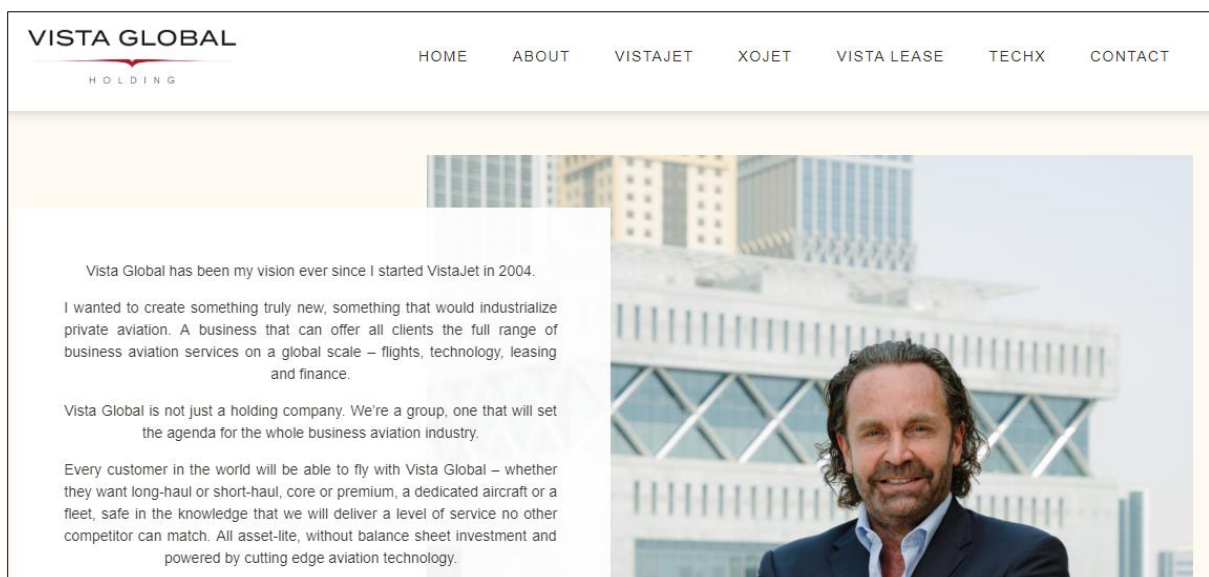 VISTA GLOBAL
HOLDING
HOME ABOUT VISTAJET XOJET VISTA LEASE TECHX CONTACT
Vista Global has been my vision ever since I started VistaJet in 2004.
I wanted to create something truly new, something that would industrialize
private aviation. A business that can offer all clients the full range of
business aviation services on a global scale – flights, technology, leasing
and finance.
Vista Global is not just a holding company. We're a group, one that will set
the agenda for the whole business aviation industry.
Every customer in the world will be able to fly with Vista Global – whether
they want long-haul or short-haul, core or premium, a dedicated aircraft or a
fleet, safe in the knowledge that we will deliver a level of service no other
competitor can match. All asset-lite, without balance sheet investment and
powered by cutting edge aviation technology.